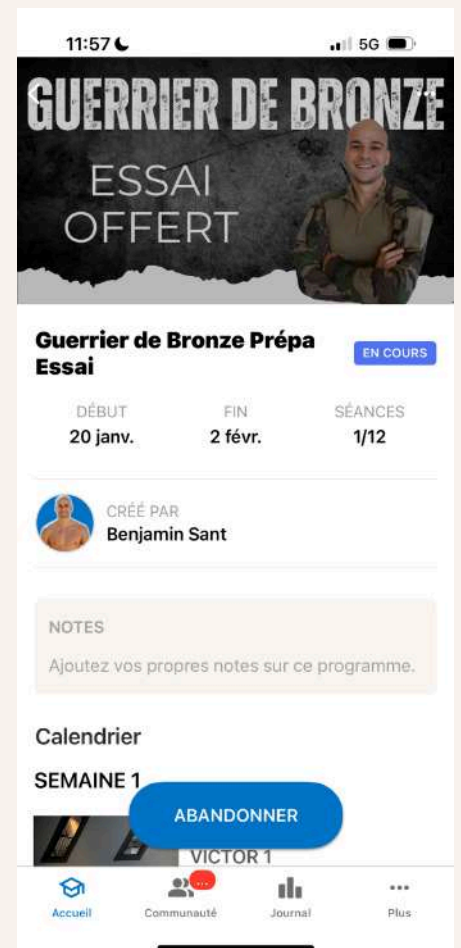 11:57
5G
GUERRIER DE BRONZE
ESSAI
OFFERT
Guerrier de Bronze Prépa
Essai
EN COURS
DÉBUT
FIN
SÉANCES
20 janv.
2 févr.
1/12
CRÉÉ PAR
Benjamin Sant
NOTES
Ajoutez vos propres notes sur ce programme.
Calendrier
SEMAINE 1
ABANDONNER
VICTOR 1
...
Accueil
Communauté
Journal
Plus